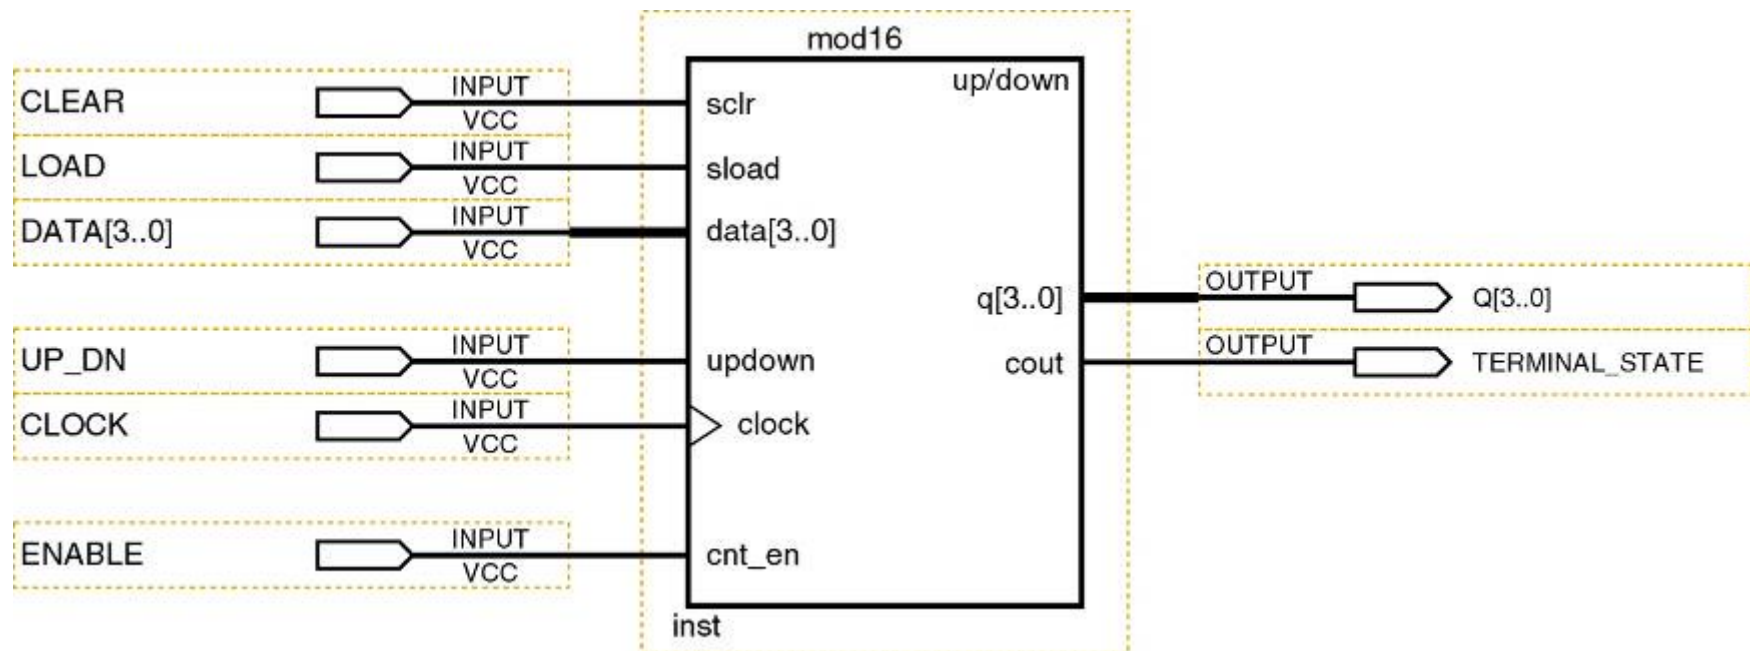 mod16
up/down
CLEAR INPUT VCC sclr
LOAD INPUT VCC sload
DATA[3..0] INPUT VCC data[3..0]
q[3..0] OUTPUT Q[3..0]
UP_DN INPUT VCC updown
cout OUTPUT TERMINAL_STATE
CLOCK INPUT VCC clock
ENABLE INPUT VCC cnt_en
inst